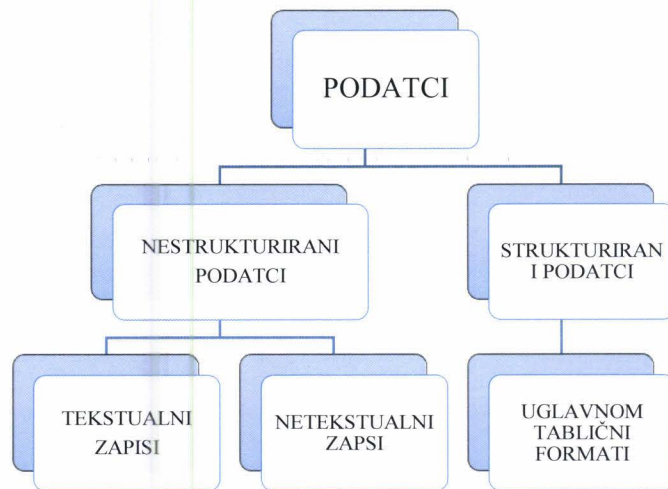 PODATCI
NESTRUKTURIRANI
PODATCI
STRUKTURIRAN
I PODATCI
TEKSTUALNI
ZAPISI
NETEKSTUALNI
ZAPSI
UGLAVNOM
TABLIČNI
FORMATI